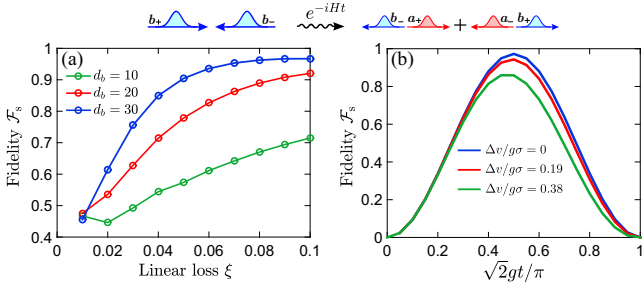 b₊ b₋ e^{-iHt} b₋ a₊ + a₋ b₊
(a)
d_b = 10
d_b = 20
d_b = 30
Fidelity 𝓕ₛ
1
0.9
0.8
0.7
0.6
0.5
0.4
0 0.02 0.04 0.06 0.08 0.1
Linear loss ξ
(b)
Δv/gσ = 0
Δv/gσ = 0.19
Δv/gσ = 0.38
Fidelity 𝓕ₛ
1
0.8
0.6
0.4
0.2
0
0 0.2 0.4 0.6 0.8 1
√2gt/π